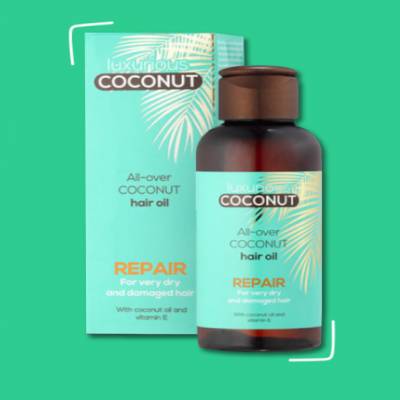 luxurious
COCONUT
All-over
COCONUT
hair oil
REPAIR
For very dry
and damaged hair
With coconut oil and
vitamin E
luxurious
COCONUT
All-over
COCONUT
hair oil
REPAIR
For very dry
and damaged hair
With coconut oil and
vitamin E